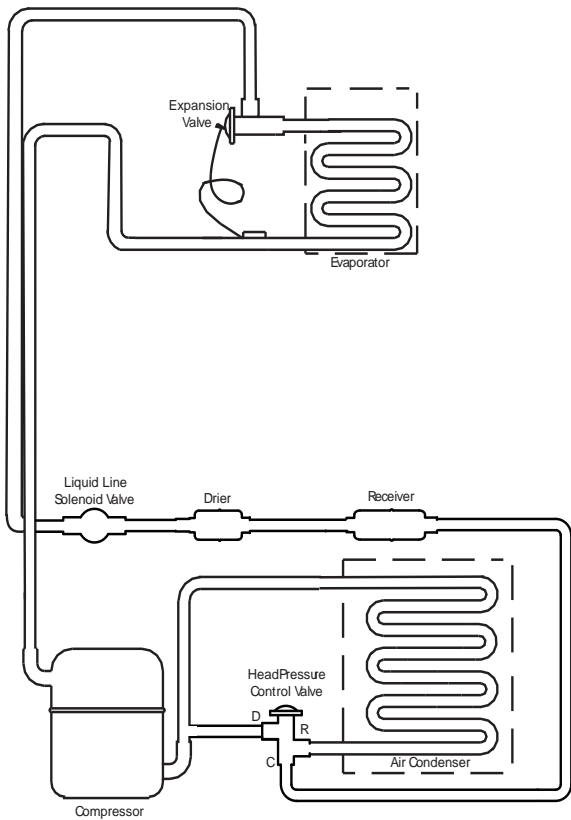 Expansion
Valve
Evaporator
Liquid Line
Solenoid Valve
Drier
Receiver
HeadPressure
Control Valve
D
R
C
Air Condenser
Compressor